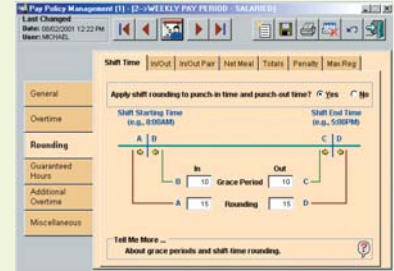 Pay Policy Management [1] - [2->WEEKLY PAY PERIOD - SALARIED]
Last Changed
Date: 08/02/2001 12:22 PM
User: MICHAEL
Shift Time In/Out In/Out Pair Net Meal Totals Penalty Max Reg
General
Overtime
Rounding
Guaranteed
Hours
Additional
Overtime
Miscellaneous
Apply shift rounding to punch-in time and punch-out time? Yes No
Shift Starting Time Shift End Time
(e.g., 8:00AM) (e.g., 5:00PM)
A B C D
In Out
B 10 Grace Period 10 C
A 15 Rounding 15 D
Tell Me More ...
About grace periods and shift-time rounding.
?